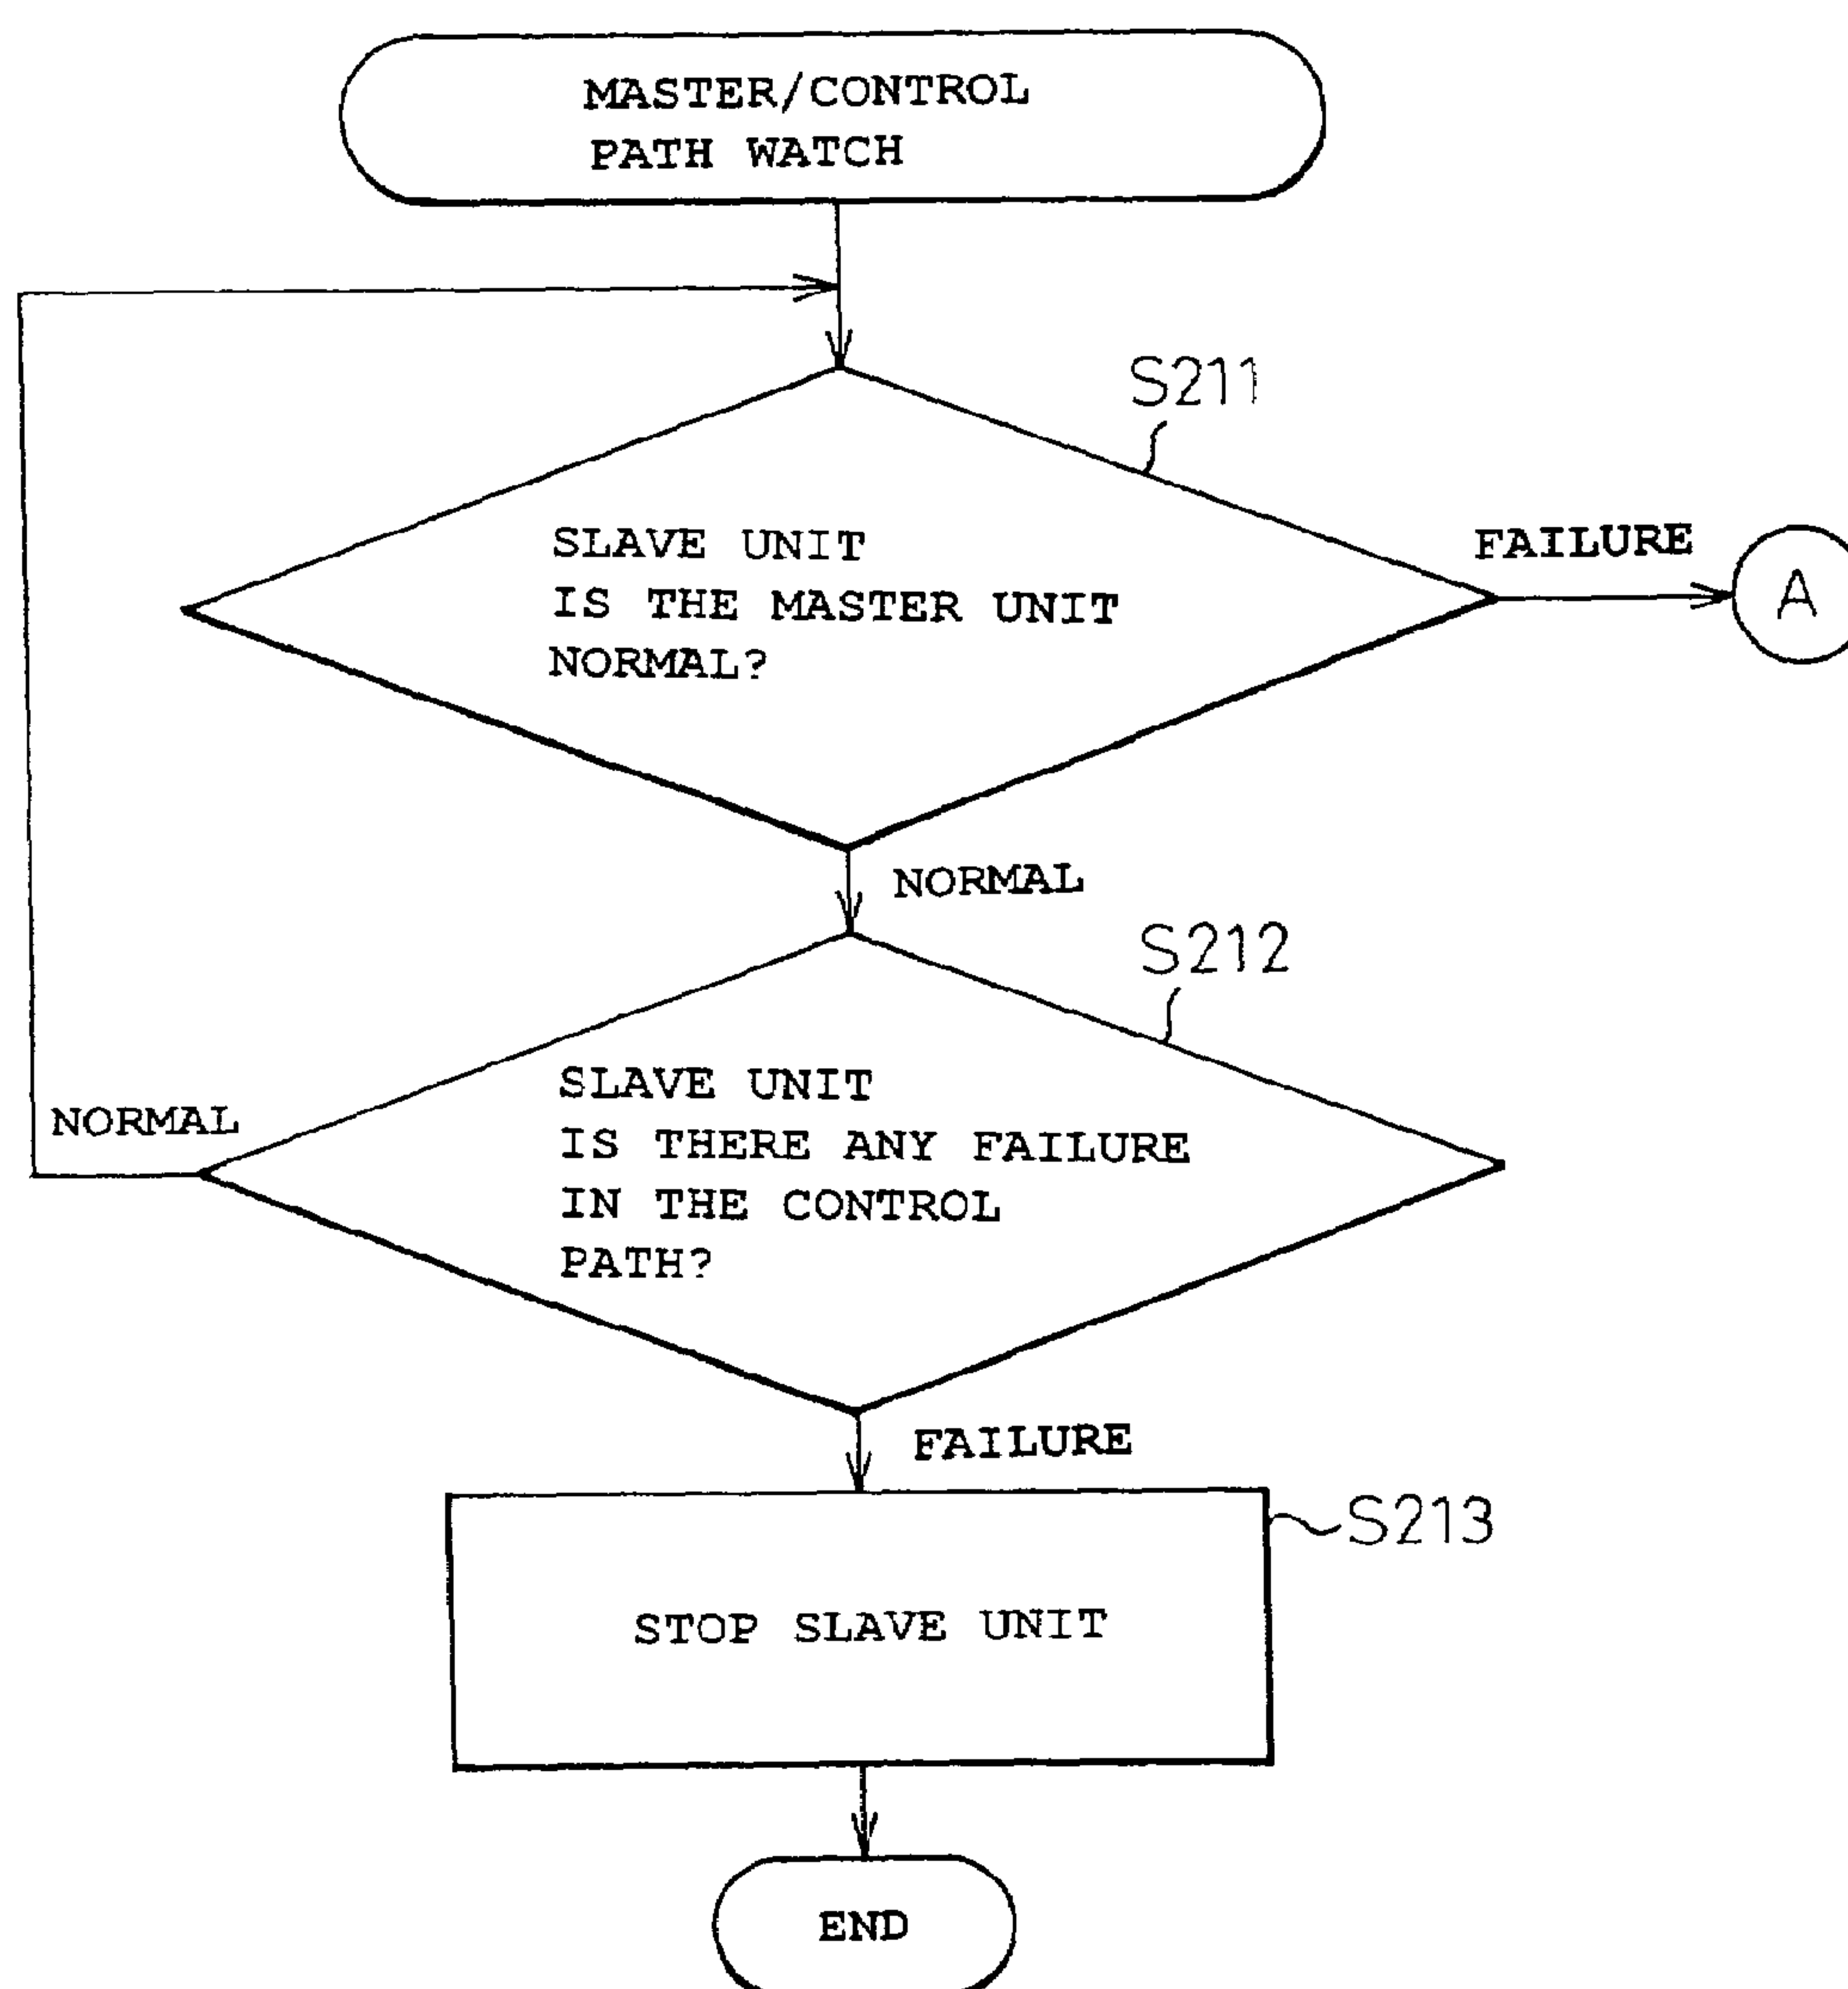 MASTER/CONTROL
PATH WATCH
S211
SLAVE UNIT
IS THE MASTER UNIT
NORMAL?
FAILURE
A
NORMAL
S212
SLAVE UNIT
IS THERE ANY FAILURE
IN THE CONTROL
PATH?
NORMAL
FAILURE
S213
STOP SLAVE UNIT
END